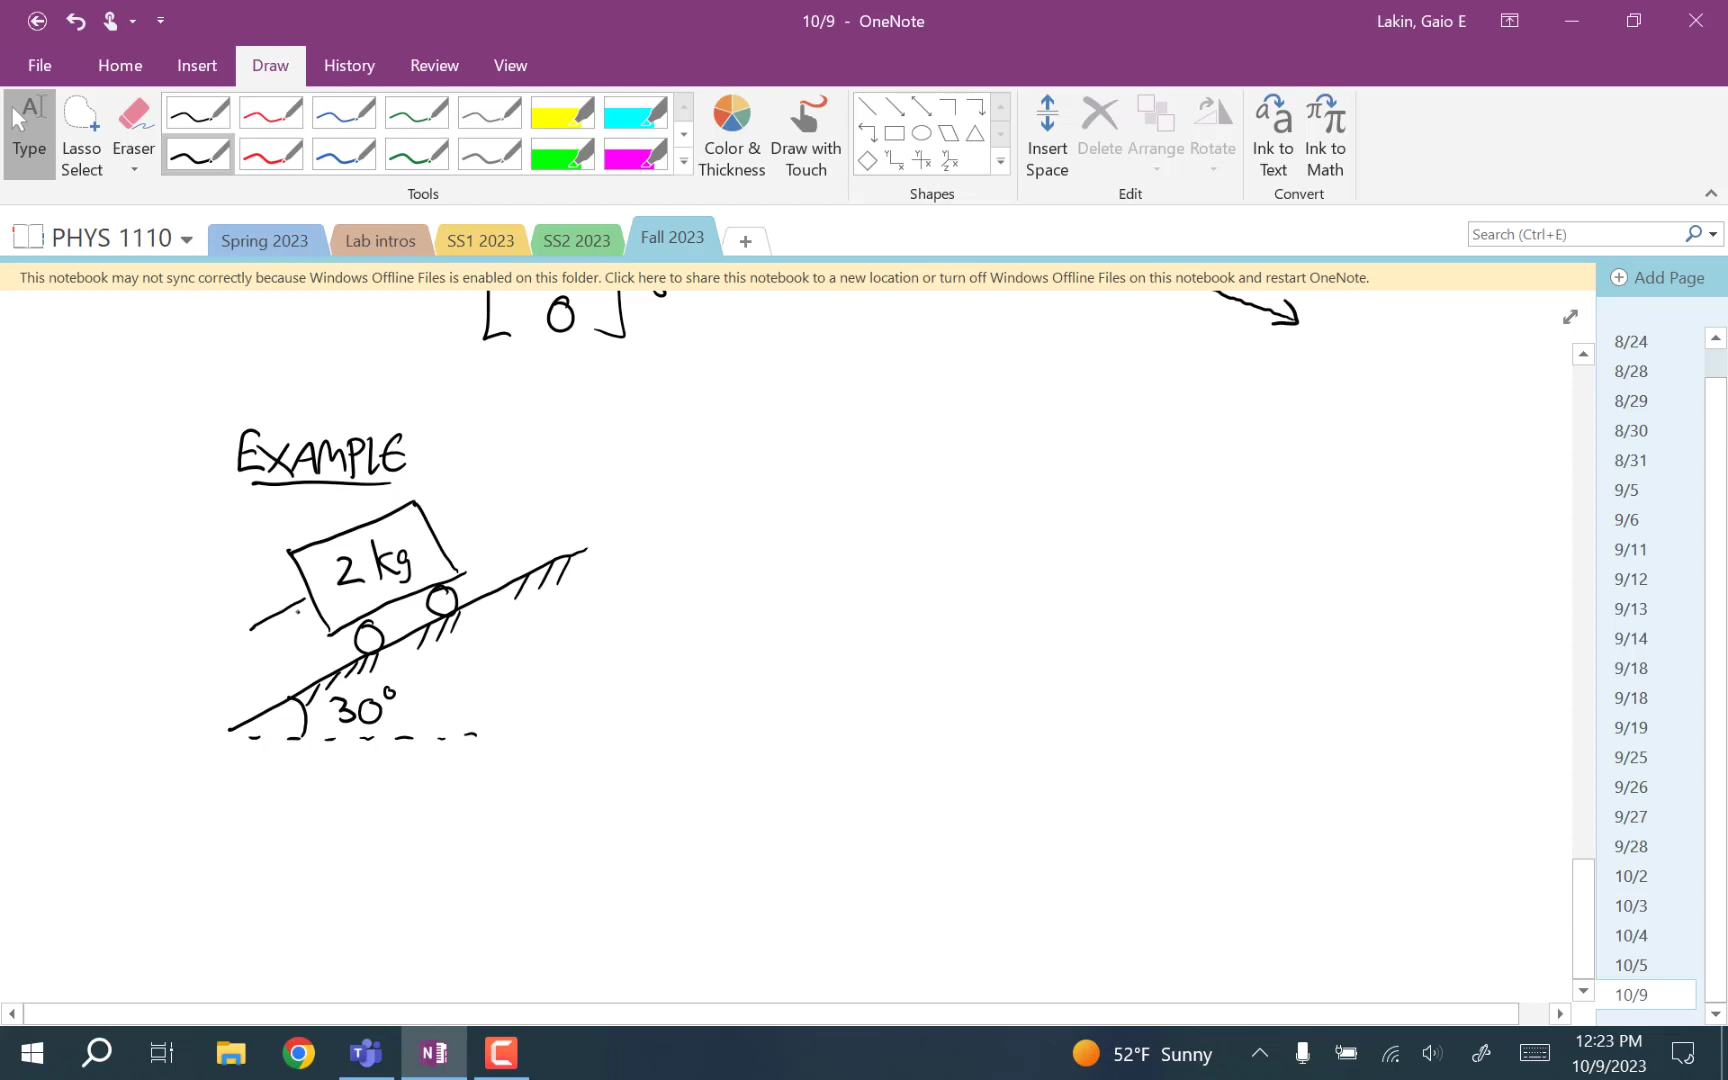 10/9 - OneNote
Lakin, Gaio E
File Home Insert Draw History Review View
Type
Lasso Select
Eraser
Color & Thickness
Draw with Touch
Insert Space
Delete
Arrange
Rotate
Ink to Text
Ink to Math
Tools
Shapes
Edit
Convert
PHYS 1110
Spring 2023
Lab intros
SS1 2023
SS2 2023
Fall 2023
Search (Ctrl+E)
This notebook may not sync correctly because Windows Offline Files is enabled on this folder. Click here to share this notebook to a new location or turn off Windows Offline Files on this notebook and restart OneNote.
Add Page
0
EXAMPLE
2 kg
30°
8/24
8/28
8/29
8/30
8/31
9/5
9/6
9/11
9/12
9/13
9/14
9/18
9/18
9/19
9/25
9/26
9/27
9/28
10/2
10/3
10/4
10/5
10/9
52°F Sunny
12:23 PM
10/9/2023